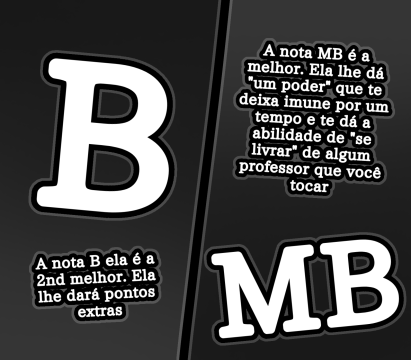 B
A nota B ela é a
2nd melhor. Ela
lhe dará pontos
extras
A nota MB é a
melhor. Ela lhe dá
"um poder" que te
deixa imune por um
tempo e te dá a
abilidade de "se
livrar" de algum
professor que você
tocar
MB